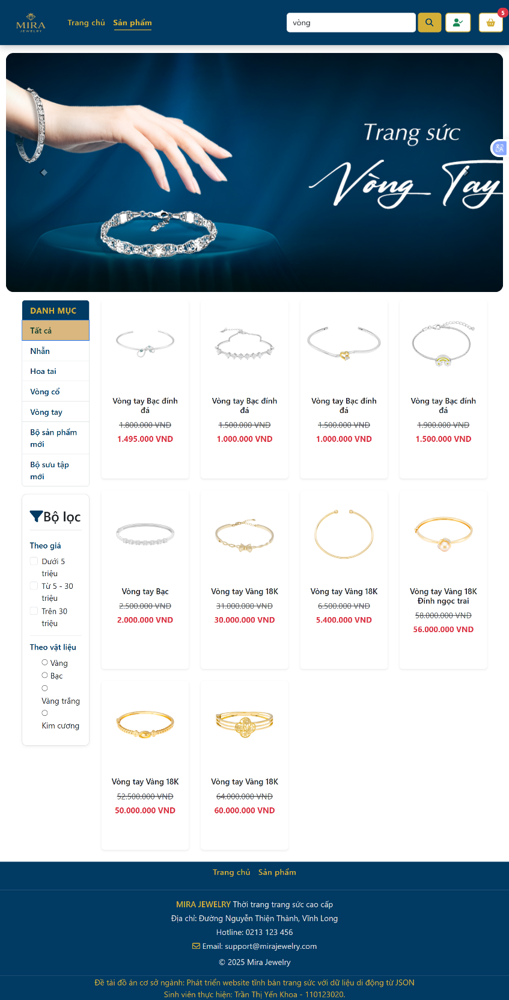 MIRA
JEWELRY
Trang chủ Sản phẩm
vòng
5
Trang sức
Vòng Tay
DANH MỤC
Tất cả
Nhẫn
Hoa tai
Vòng cổ
Vòng tay
Bộ sản phẩm
mới
Bộ sưu tập
mới
Bộ lọc
Theo giá
Dưới 5
triệu
Từ 5 - 30
triệu
Trên 30
triệu
Theo vật liệu
Vàng
Bạc
Vàng trắng
Kim cương
Vòng tay Bạc đính
đá
1.800.000 VND
1.495.000 VND
Vòng tay Bạc đính
đá
1.500.000 VND
1.000.000 VND
Vòng tay Bạc đính
đá
1.500.000 VND
1.000.000 VND
Vòng tay Bạc đính
đá
1.900.000 VND
1.500.000 VND
Vòng tay Bạc
2.500.000 VND
2.000.000 VND
Vòng tay Vàng 18K
31.000.000 VND
30.000.000 VND
Vòng tay Vàng 18K
6.500.000 VND
5.400.000 VND
Vòng tay Vàng 18K
Đính ngọc trai
58.000.000 VND
56.000.000 VND
Vòng tay Vàng 18K
52.500.000 VND
50.000.000 VND
Vòng tay Vàng 18K
64.000.000 VND
60.000.000 VND
Trang chủ Sản phẩm
MIRA JEWELRY Thời trang trang sức cao cấp
Địa chỉ: Đường Nguyễn Thiện Thành, Vĩnh Long
Hotline: 0213 123 456
Email: support@mirajewelry.com
© 2025 Mira Jewelry
Đề tài đồ án cơ sở ngành: Phát triển website tĩnh bán trang sức với dữ liệu di động từ JSON
Sinh viên thực hiện: Trần Thị Yến Khoa - 110123020.